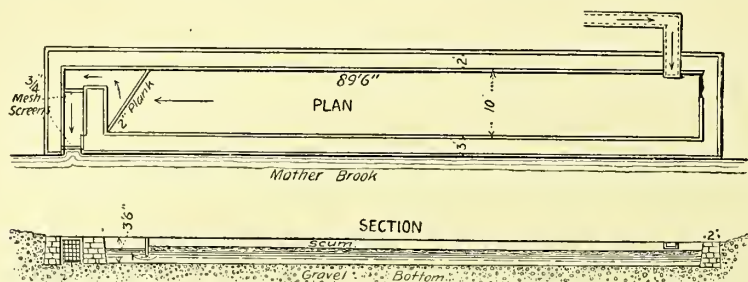 2'
89'6"
3/4"
Mesh
Screens
2" Plank
PLAN
10'
3'
Mother Brook
SECTION
3'6"
scum
2'
Gravel Bottom